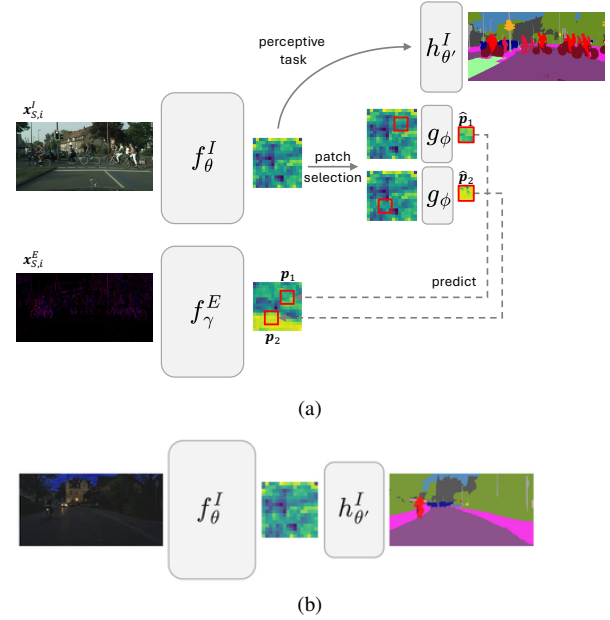 perceptive
task
h^I_{θ'}
x^I_{S,i}
f^I_θ
patch
selection
g_ϕ
p̂_1
g_ϕ
p̂_2
x^E_{S,i}
f^E_γ
p_1
p_2
predict
(a)
f^I_θ
h^I_{θ'}
(b)